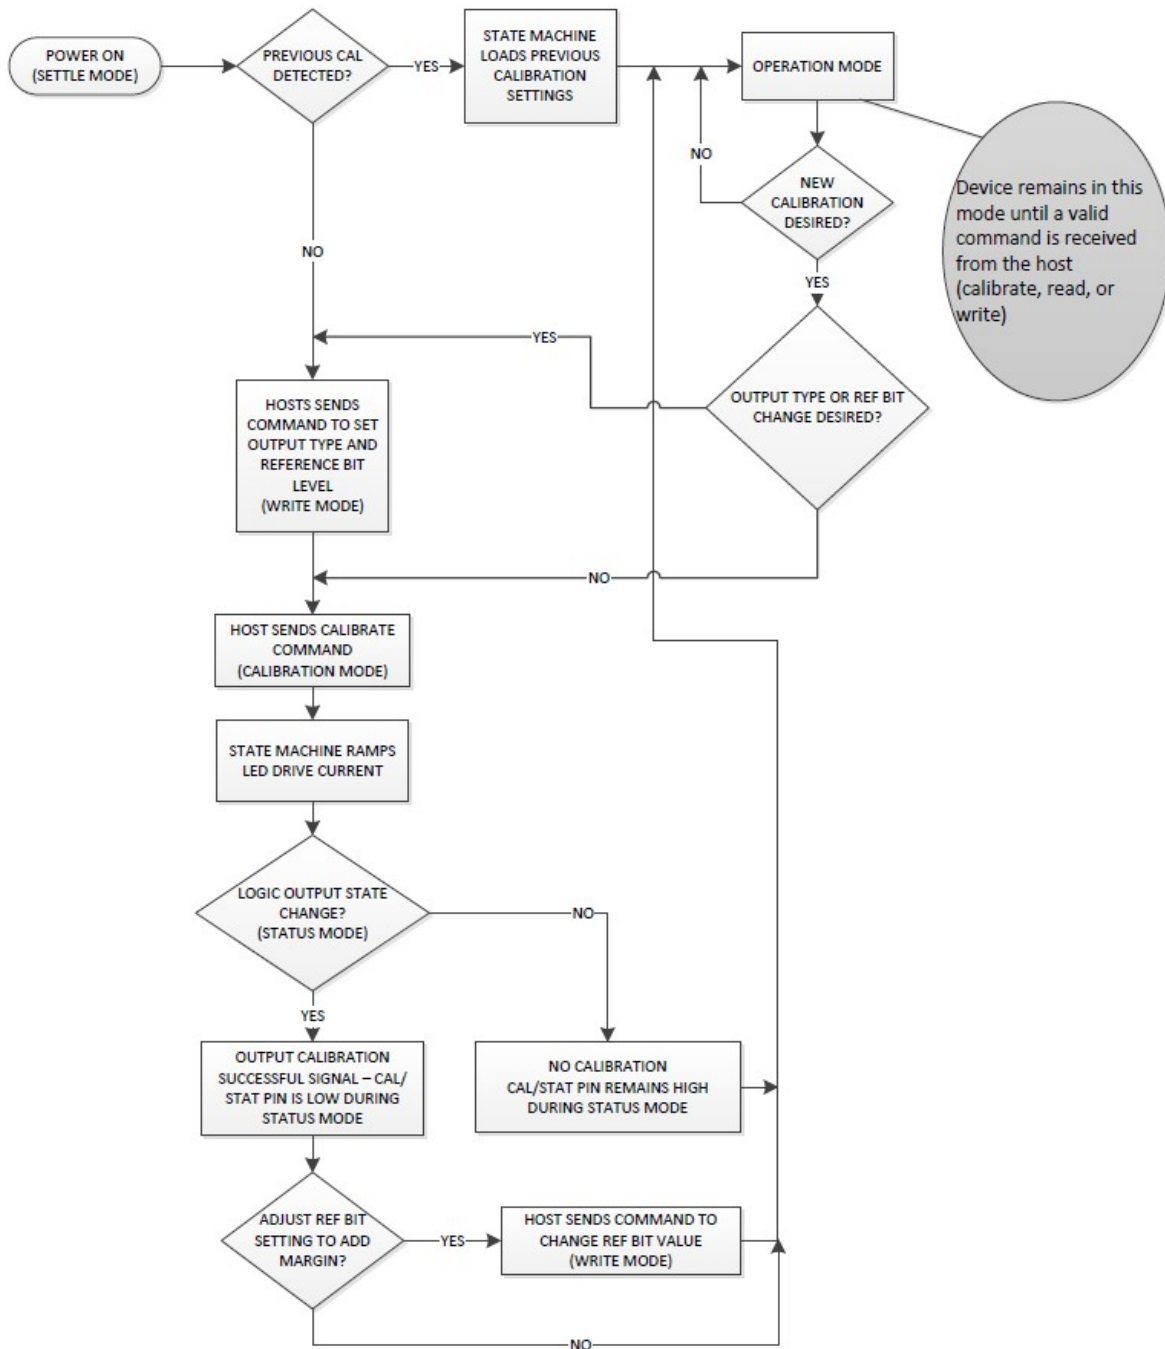 POWER ON
(SETTLE MODE)
PREVIOUS CAL
DETECTED?
YES
STATE MACHINE
LOADS PREVIOUS
CALIBRATION
SETTINGS
OPERATION MODE
NO
NEW
CALIBRATION
DESIRED?
Device remains in this
mode until a valid
command is received
from the host
(calibrate, read, or
write)
NO
YES
YES
OUTPUT TYPE OR REF BIT
CHANGE DESIRED?
HOSTS SENDS
COMMAND TO SET
OUTPUT TYPE AND
REFERENCE BIT
LEVEL
(WRITE MODE)
NO
HOST SENDS CALIBRATE
COMMAND
(CALIBRATION MODE)
STATE MACHINE RAMPS
LED DRIVE CURRENT
LOGIC OUTPUT STATE
CHANGE?
(STATUS MODE)
NO
YES
OUTPUT CALIBRATION
SUCCESSFUL SIGNAL – CAL/
STAT PIN IS LOW DURING
STATUS MODE
NO CALIBRATION
CAL/STAT PIN REMAINS HIGH
DURING STATUS MODE
ADJUST REF BIT
SETTING TO ADD
MARGIN?
YES
HOST SENDS COMMAND TO
CHANGE REF BIT VALUE
(WRITE MODE)
NO